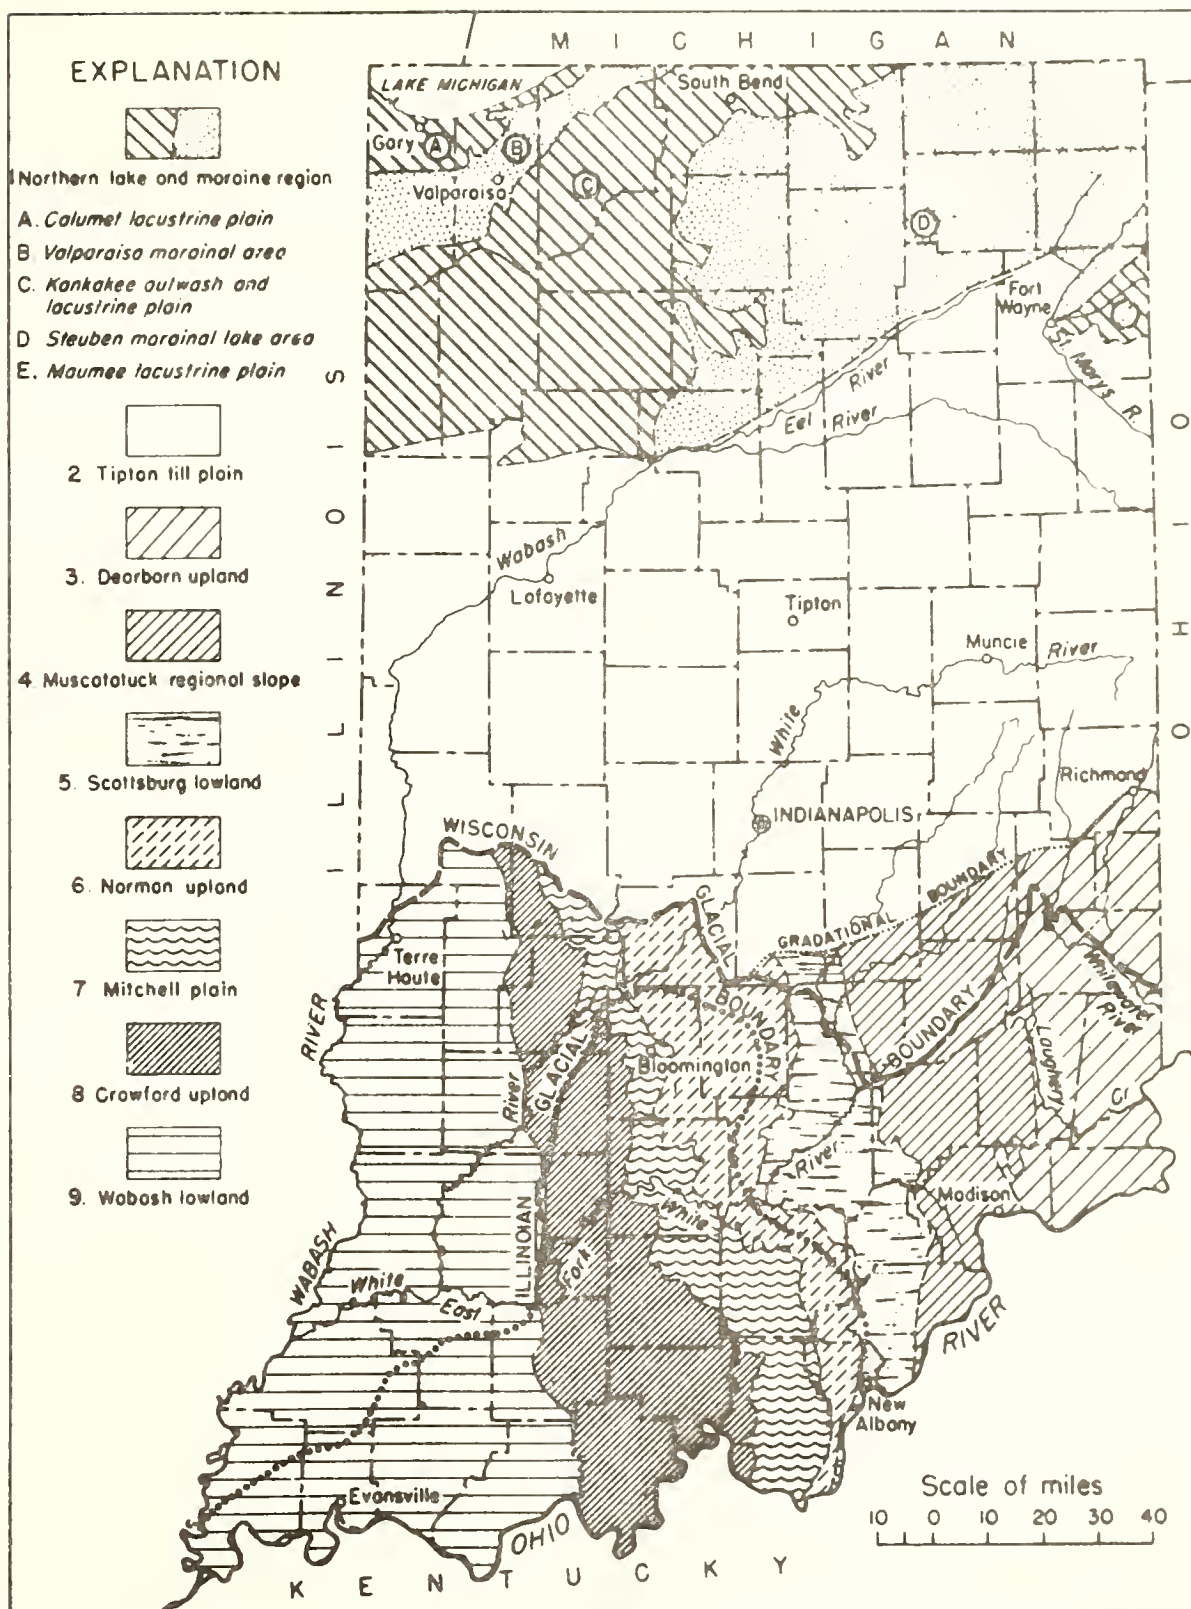 EXPLANATION
1 Northern lake and moraine region
A. Calumet lacustrine plain
B Valparaiso morainal area
C. Kankakee outwash and
lacustrine plain
D Steuben morainal lake area
E. Maumee lacustrine plain
2 Tipton till plain
3. Dearborn upland
4 Muscatatuck regional slope
5. Scottsburg lowland
6. Norman upland
7 Mitchell plain
8 Crawford upland
9. Wabash lowland
MICHIGAN
LAKE MICHIGAN
South Bend
Gary
A
B
Valparaiso
C
D
Fort
Wayne
St Marys R.
River
Eel River
ILLINOIS
OHIO
Wabash
Lafayette
Tipton
Muncie
River
White
Richmond
INDIANAPOLIS
WISCONSIN
GLACIAL
BOUNDARY
GRADATIONAL
BOUNDARY
Terre
Haute
RIVER
WABASH
Whitewater
River
BOUNDARY
Laughery
Cr
Bloomington
GLACIAL
River
ILLINOIAN
River
Madison
White
Fork
White
East
RIVER
New
Albany
Evansville
OHIO
KENTUCKY
Scale of miles
10 0 10 20 30 40